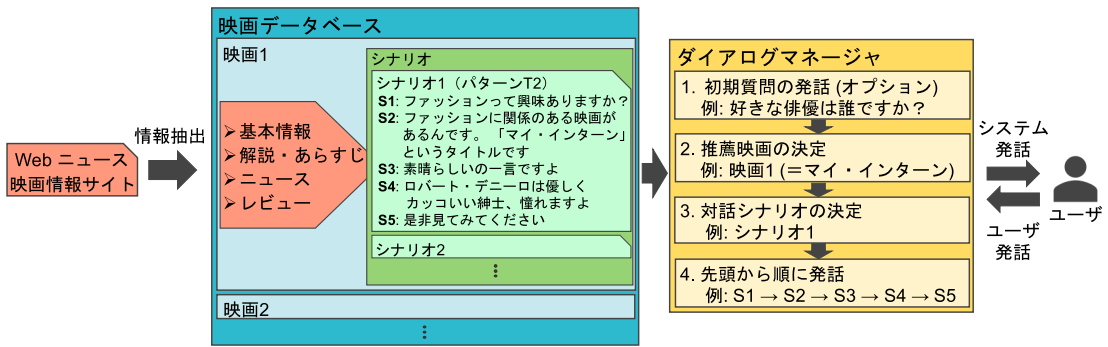 Web ニュース
映画情報サイト
情報抽出
映画データベース
映画1
➢基本情報
➢解説・あらすじ
➢ニュース
➢レビュー
シナリオ
シナリオ1（パターンT2）
S1: ファッションって興味ありますか？
S2: ファッションに関係のある映画が
あるんです。 「マイ・インターン」
というタイトルです
S3: 素晴らしいの一言ですよ
S4: ロバート・デニーロは優しく
カッコいい紳士、憧れますよ
S5: 是非見てみてください
シナリオ2
⋮
映画2
⋮
ダイアログマネージャ
1. 初期質問の発話 (オプション)
例: 好きな俳優は誰ですか？
2. 推薦映画の決定
例: 映画1 (＝マイ・インターン)
3. 対話シナリオの決定
例: シナリオ1
4. 先頭から順に発話
例: S1 → S2 → S3 → S4 → S5
システム
発話
ユーザ
発話
ユーザ